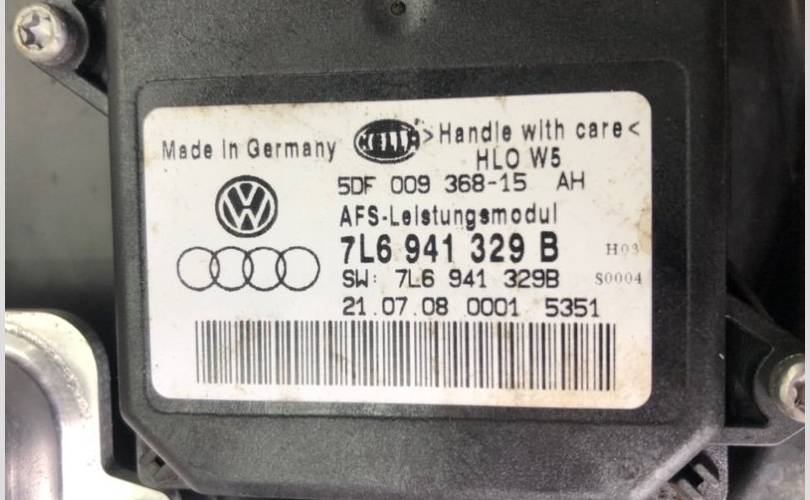 Made In Germany HELLA >Handle with care<
HLO W5
5DF 009 368-15 AH
AFS-Leistungsmodul
7L6 941 329 B H03
SW: 7L6 941 329B S0004
21.07.08 0001 5351